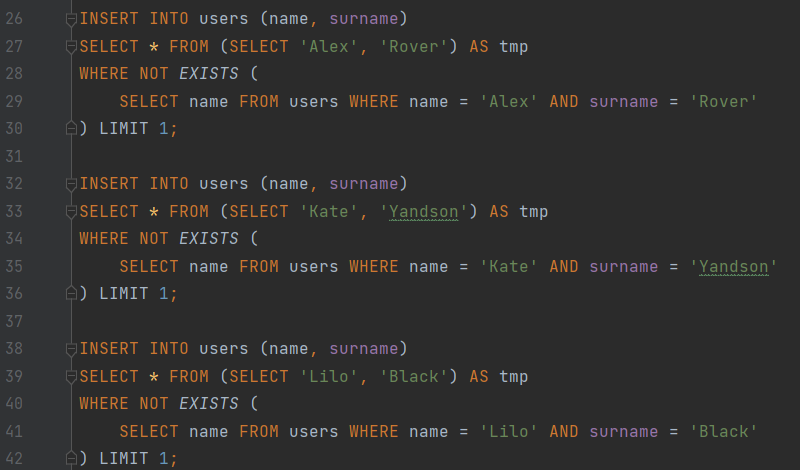 26 INSERT INTO users (name, surname)
27 SELECT * FROM (SELECT 'Alex', 'Rover') AS tmp
28 WHERE NOT EXISTS (
29     SELECT name FROM users WHERE name = 'Alex' AND surname = 'Rover'
30 ) LIMIT 1;
31
32 INSERT INTO users (name, surname)
33 SELECT * FROM (SELECT 'Kate', 'Yandson') AS tmp
34 WHERE NOT EXISTS (
35     SELECT name FROM users WHERE name = 'Kate' AND surname = 'Yandson'
36 ) LIMIT 1;
37
38 INSERT INTO users (name, surname)
39 SELECT * FROM (SELECT 'Lilo', 'Black') AS tmp
40 WHERE NOT EXISTS (
41     SELECT name FROM users WHERE name = 'Lilo' AND surname = 'Black'
42 ) LIMIT 1;